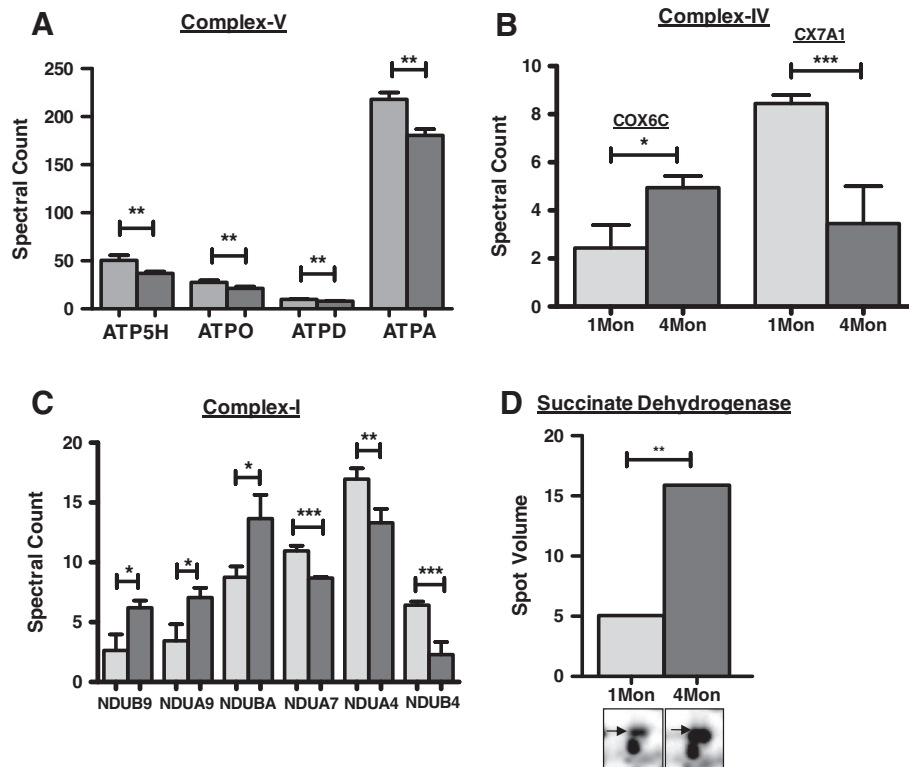 A
Complex-V
250
200
150
100
50
0
Spectral Count
**
**
**
**
ATP5H ATPO ATPD ATPA
B
Complex-IV
CX7A1
COX6C
10
8
6
4
2
0
Spectral Count
*
***
1Mon 4Mon 1Mon 4Mon
C
Complex-I
20
15
10
5
0
Spectral Count
*
*
*
***
**
***
NDUB9 NDUA9 NDUBA NDUA7 NDUA4 NDUB4
D
Succinate Dehydrogenase
20
15
10
5
0
Spot Volume
**
1Mon 4Mon